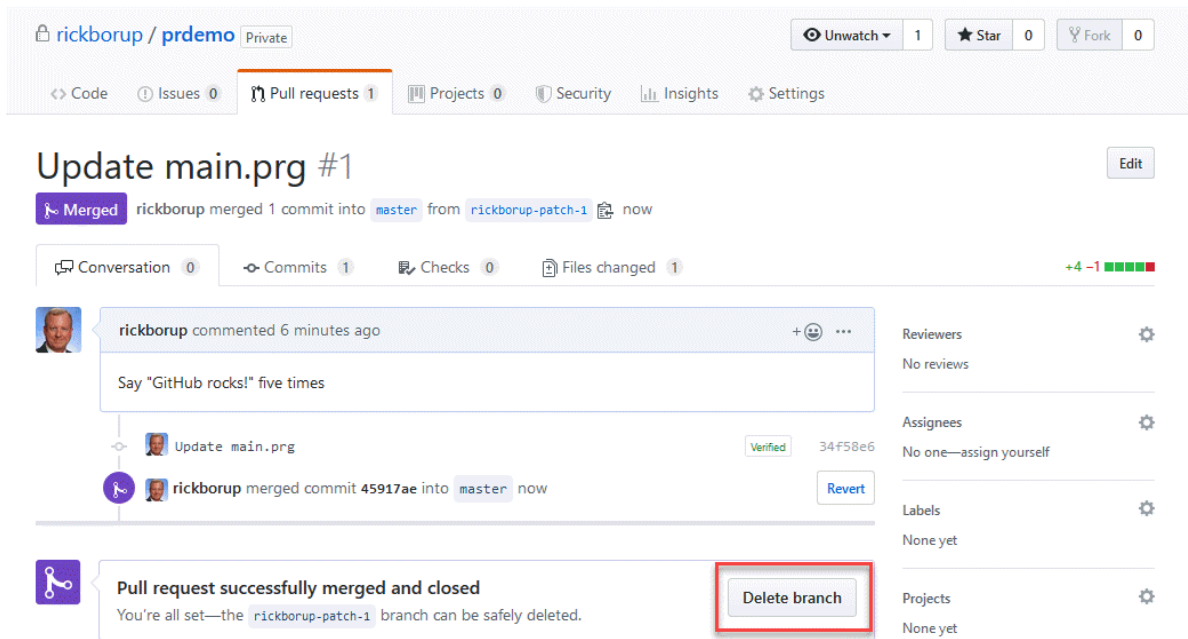 rickborup / prdemo Private
Unwatch 1 Star 0 Fork 0
Code Issues 0 Pull requests 1 Projects 0 Security Insights Settings
Update main.prg #1
Edit
Merged rickborup merged 1 commit into master from rickborup-patch-1 now
Conversation 0 Commits 1 Checks 0 Files changed 1 +4 −1
rickborup commented 6 minutes ago
Say "GitHub rocks!" five times
Update main.prg Verified 34f58e6
rickborup merged commit 45917ae into master now Revert
Pull request successfully merged and closed
You're all set—the rickborup-patch-1 branch can be safely deleted.
Delete branch
Reviewers
No reviews
Assignees
No one—assign yourself
Labels
None yet
Projects
None yet